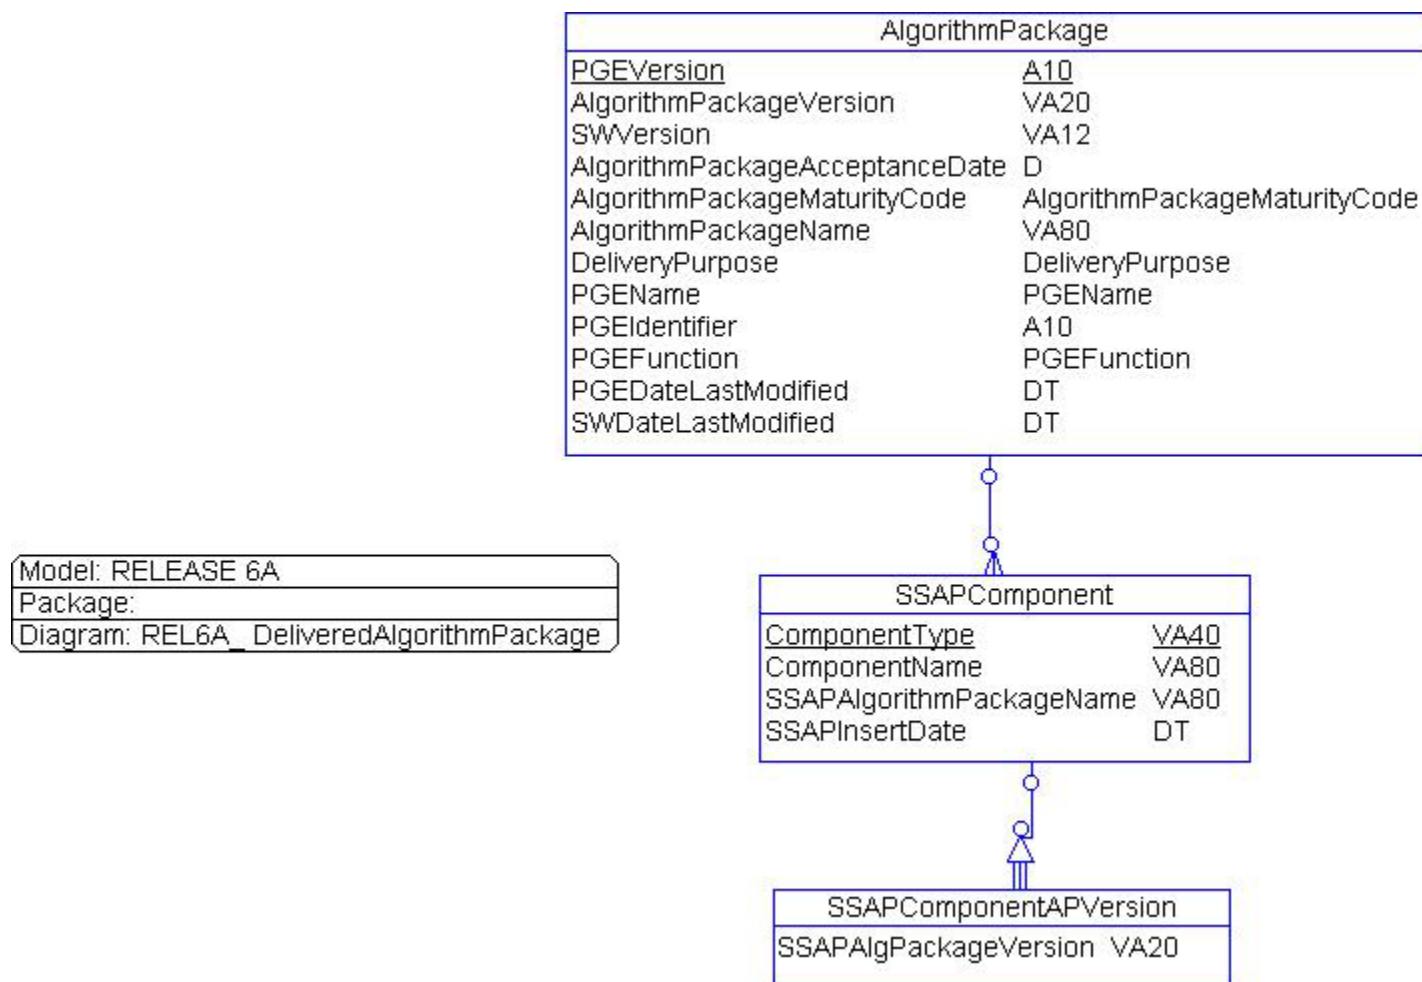 AlgorithmPackage
PGEVersion A10
AlgorithmPackageVersion VA20
SWVersion VA12
AlgorithmPackageAcceptanceDate D
AlgorithmPackageMaturityCode AlgorithmPackageMaturityCode
AlgorithmPackageName VA80
DeliveryPurpose DeliveryPurpose
PGEName PGEName
PGEIdentifier A10
PGEFunction PGEFunction
PGEDateLastModified DT
SWDateLastModified DT
Model: RELEASE 6A
Package:
Diagram: REL6A_ DeliveredAlgorithmPackage
SSAPComponent
ComponentType VA40
ComponentName VA80
SSAPAlgorithmPackageName VA80
SSAPInsertDate DT
SSAPComponentAPVersion
SSAPAlgPackageVersion VA20